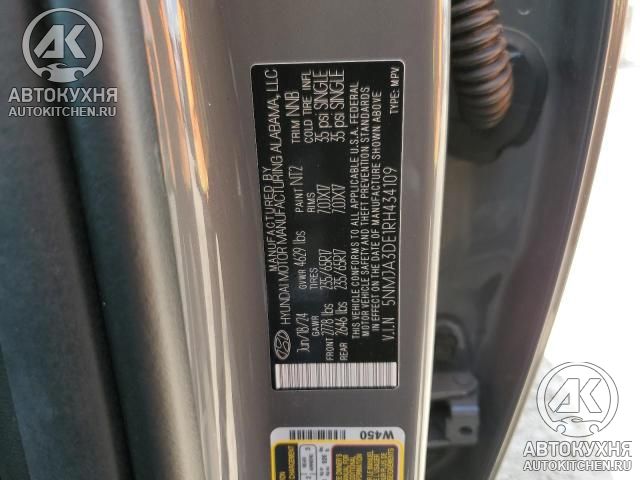 АВТОКУХНЯ
AUTOKITCHEN.RU
MANUFACTURED BY
HYUNDAI MOTOR MANUFACTURING ALABAMA, LLC
Jun/18/24 GVWR 4629 lbs PAINT NT2 TRIM NNB
GAWR TIRES RIMS COLD TIRE INFL
FRONT 2778 lbs 235/65R17 7.0JX17 35 psi SINGLE
REAR 2646 lbs 235/65R17 7.0JX17 35 psi SINGLE
THIS VEHICLE CONFORMS TO ALL APPLICABLE U.S.A. FEDERAL
MOTOR VEHICLE SAFETY AND THEFT PREVENTION STANDARDS
IN EFFECT ON THE DATE OF MANUFACTURE SHOWN ABOVE
V.I.N 5NMJA3DE1RH434109 TYPE: MPV
W450
АВТОКУХНЯ
AUTOKITCHEN.RU